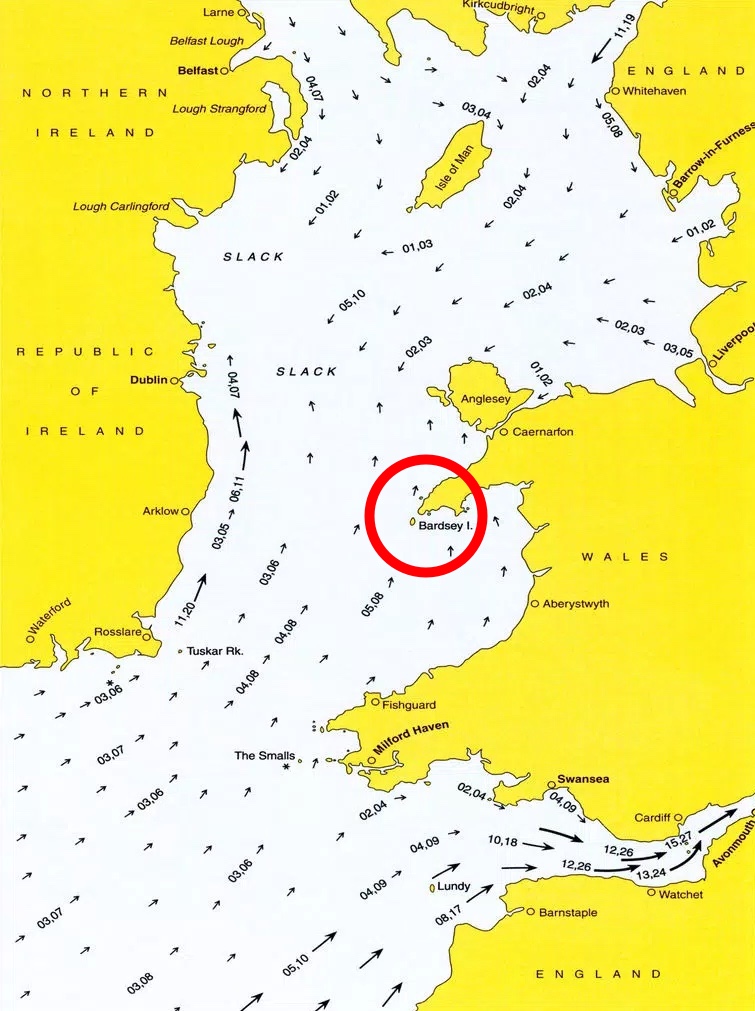 Larne
Kirkcudbright
11,19
Belfast Lough
Belfast
ENGLAND
NORTHERN
IRELAND
04,07
02,04
Whitehaven
Lough Strangford
03,04
05,08
02,04
Isle of Man
Barrow-in-Furness
Lough Carlingford
01,02
02,04
01,02
SLACK
01,03
05,10
02,04
02,03
03,05
Liverpool
REPUBLIC
OF
IRELAND
SLACK
02,03
Dublin
04,07
01,02
Anglesey
Caernarfon
06,11
Arklow
03,05
Bardsey I.
WALES
03,06
05,08
11,20
Aberystwyth
Waterford
Rosslare
04,08
Tuskar Rk.
04,08
03,06
Fishguard
03,07
Milford Haven
The Smalls
Swansea
03,06
02,04
02,04
04,09
Cardiff
Avonmouth
04,09
10,18
12,26
15,27
03,06
12,26
13,24
04,09
Lundy
Watchet
03,07
08,17
Barnstaple
05,10
03,08
ENGLAND